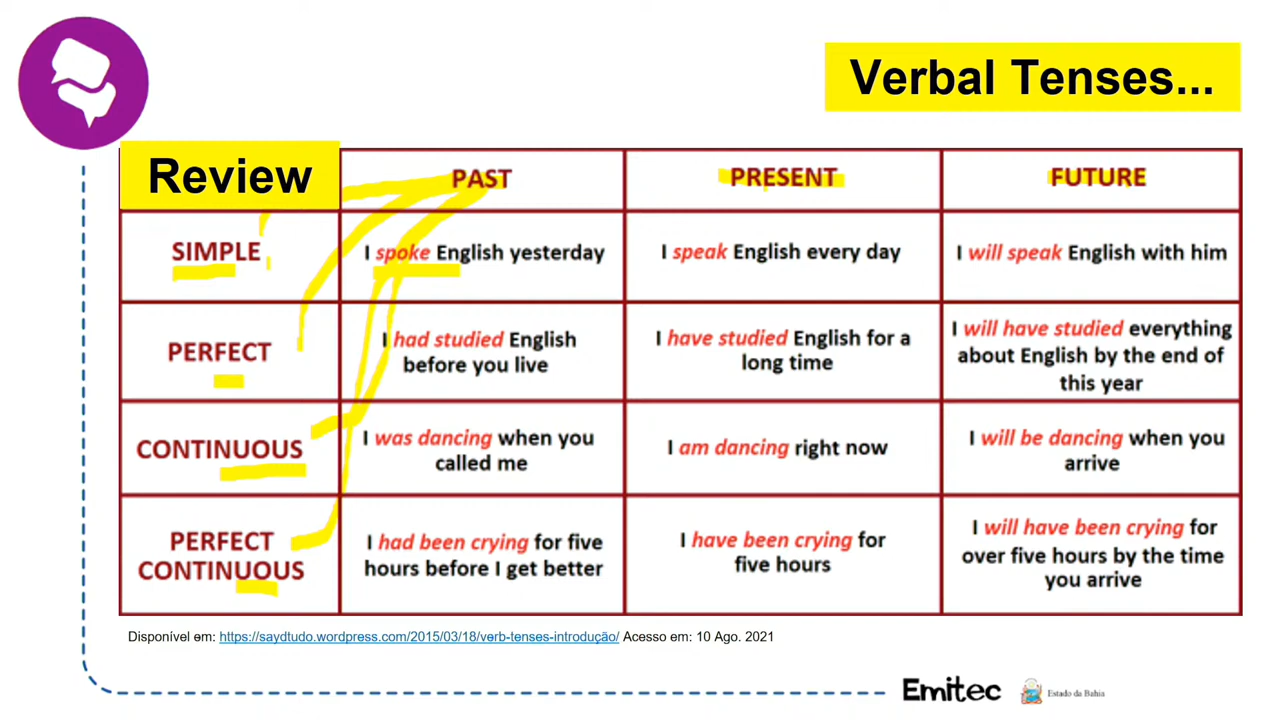 Verbal Tenses...
Review
PAST
PRESENT
FUTURE
SIMPLE
I spoke English yesterday
I speak English every day
I will speak English with him
PERFECT
I had studied English
before you live
I have studied English for a
long time
I will have studied everything
about English by the end of
this year
CONTINUOUS
I was dancing when you
called me
I am dancing right now
I will be dancing when you
arrive
PERFECT
CONTINUOUS
I had been crying for five
hours before I get better
I have been crying for
five hours
I will have been crying for
over five hours by the time
you arrive
Disponível em: https://saydtudo.wordpress.com/2015/03/18/verb-tenses-introdução/ Acesso em: 10 Ago. 2021
Emitec
Estado da Bahia